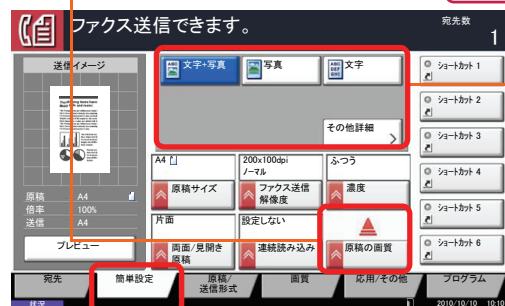 ファクス送信できます。
宛先数
1
送信イメージ
原稿 A4
倍率 100%
送信 A4
プレビュー
文字+写真
写真
文字
その他詳細
A4
原稿サイズ
200x100dpi
ノーマル
ファクス送信
解像度
ふつう
濃度
片面
両面/見開き
原稿
設定しない
連続読み込み
原稿の画質
ショートカット 1
ショートカット 2
ショートカット 3
ショートカット 4
ショートカット 5
ショートカット 6
宛先
簡単設定
原稿/
送信形式
画質
応用/その他
プログラム
状況
2010/10/10 10:10